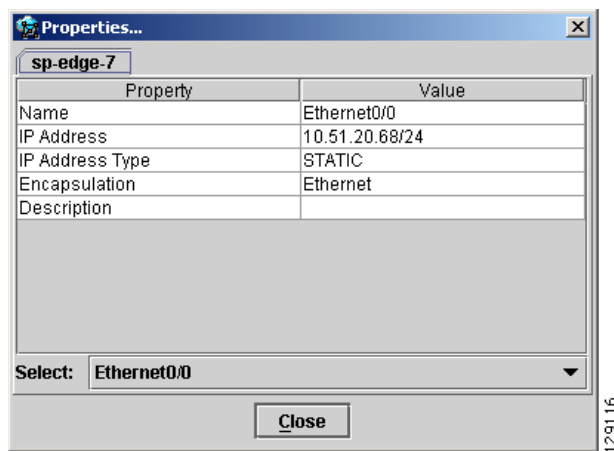 Properties...
sp-edge-7
Property Value
Name Ethernet0/0
IP Address 10.51.20.68/24
IP Address Type STATIC
Encapsulation Ethernet
Description
Select: Ethernet0/0
Close
129116